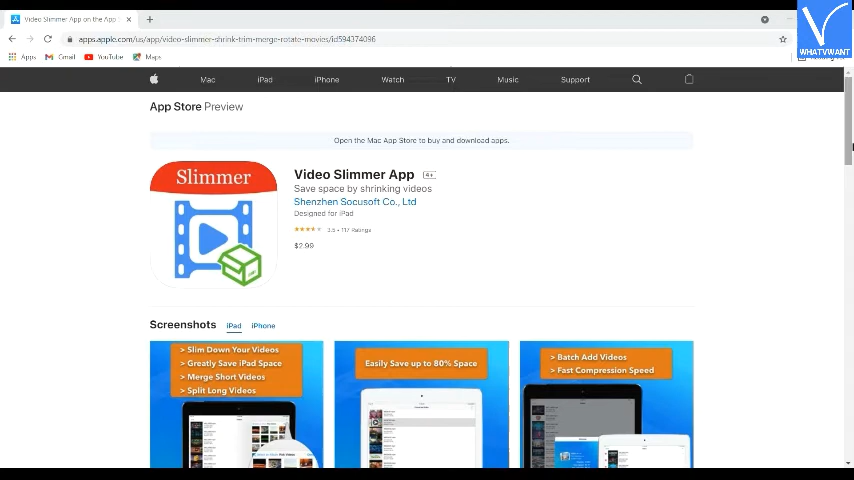 Video Slimmer App on the App S
apps.apple.com/us/app/video-slimmer-shrink-trim-merge-rotate-movies/id594374096
Apps Gmail YouTube Maps
WHATVWANT
Mac iPad iPhone Watch TV Music Support
App Store Preview
Open the Mac App Store to buy and download apps.
Slimmer
Video Slimmer App 4+
Save space by shrinking videos
Shenzhen Socusoft Co., Ltd
Designed for iPad
3.5 • 117 Ratings
$2.99
Screenshots iPad iPhone
> Slim Down Your Videos
> Greatly Save iPad Space
> Merge Short Videos
> Split Long Videos
Easily Save up to 80% Space
> Batch Add Videos
> Fast Compression Speed